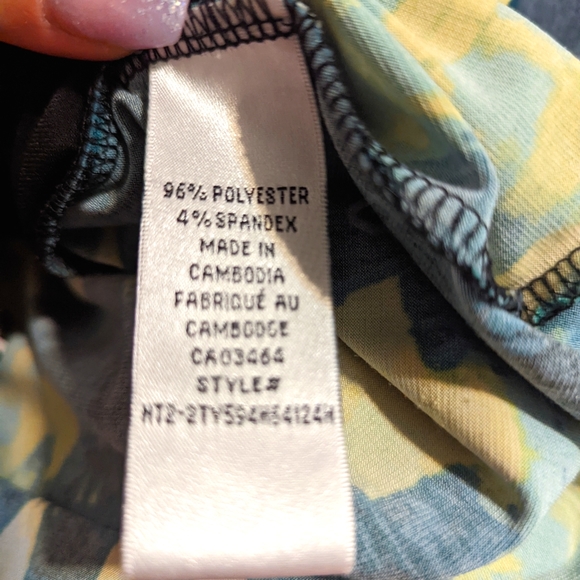 96% POLYESTER
4% SPANDEX
MADE IN
CAMBODIA
FABRIQUÉ AU
CAMBODGE
CA03464
STYLE#